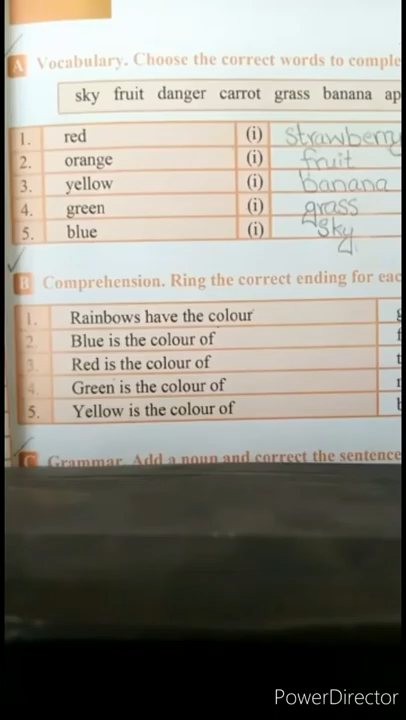 A Vocabulary. Choose the correct words to comple
sky fruit danger carrot grass banana ap
1. red (i) strawberry
2. orange (i) fruit
3. yellow (i) banana
4. green (i) grass
5. blue (i) sky
B Comprehension. Ring the correct ending for eac
1. Rainbows have the colour
2. Blue is the colour of
3. Red is the colour of
4. Green is the colour of
5. Yellow is the colour of
C Grammar. Add a noun and correct the sentence
PowerDirector